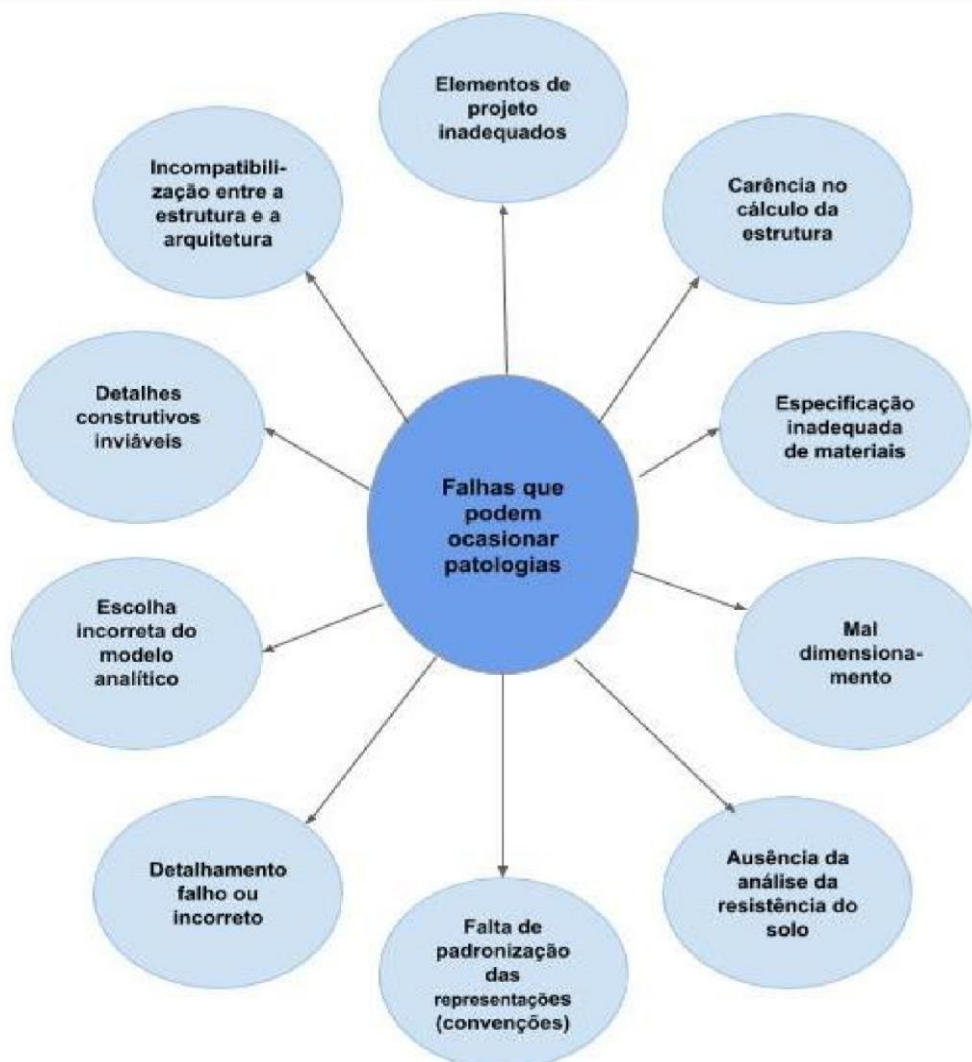 Elementos de
projeto
inadequados
Incompatibili-
zação entre a
estrutura e a
arquitetura
Carência no
cálculo da
estrutura
Detalhes
construtivos
inviáveis
Especificação
inadequada
de materiais
Falhas que
podem
ocasionar
patologias
Escolha
incorreta do
modelo
analítico
Mal
dimensiona-
mento
Detalhamento
falho ou
incorreto
Ausência da
análise da
resistência do
solo
Falta de
padronização
das
representações
(convenções)